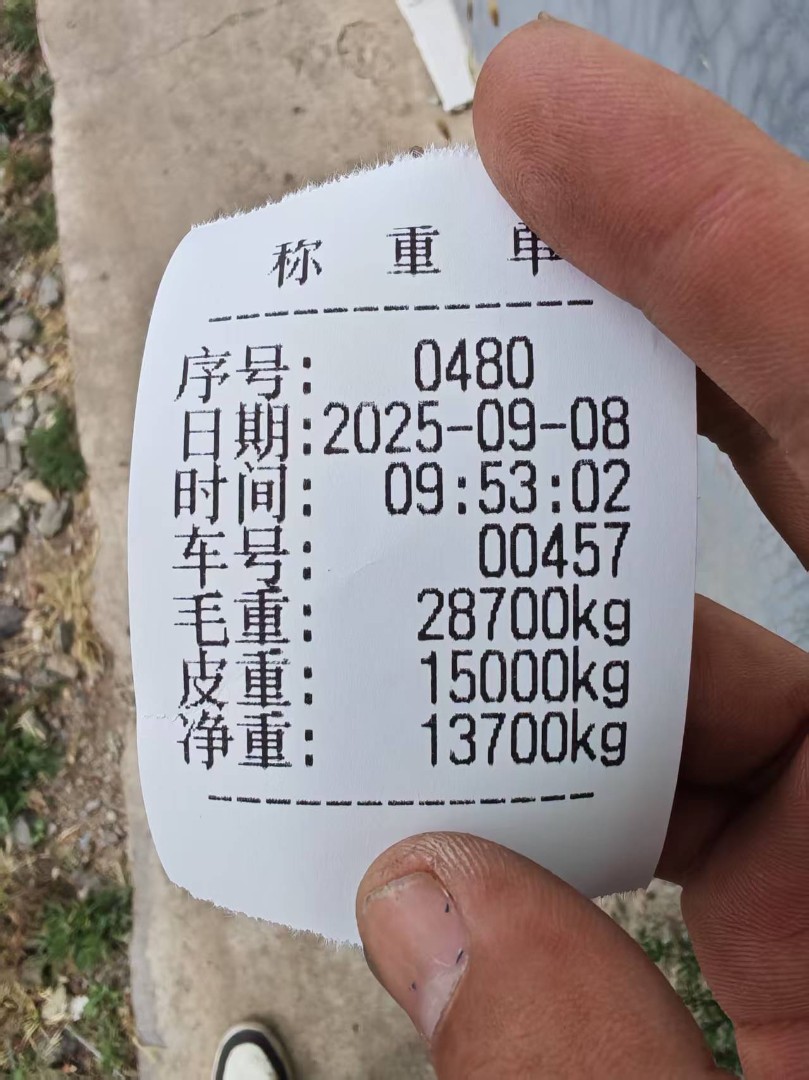 称重单
序号: 0480
日期:2025-09-08
时间: 09:53:02
车号: 00457
毛重: 28700kg
皮重: 15000kg
净重: 13700kg